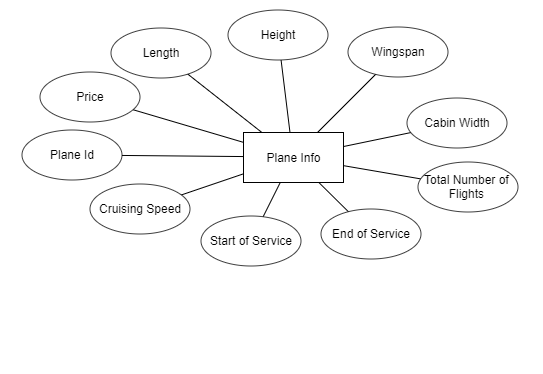 Height
Length
Wingspan
Price
Cabin Width
Plane Id
Plane Info
Total Number of
Flights
Cruising Speed
Start of Service
End of Service